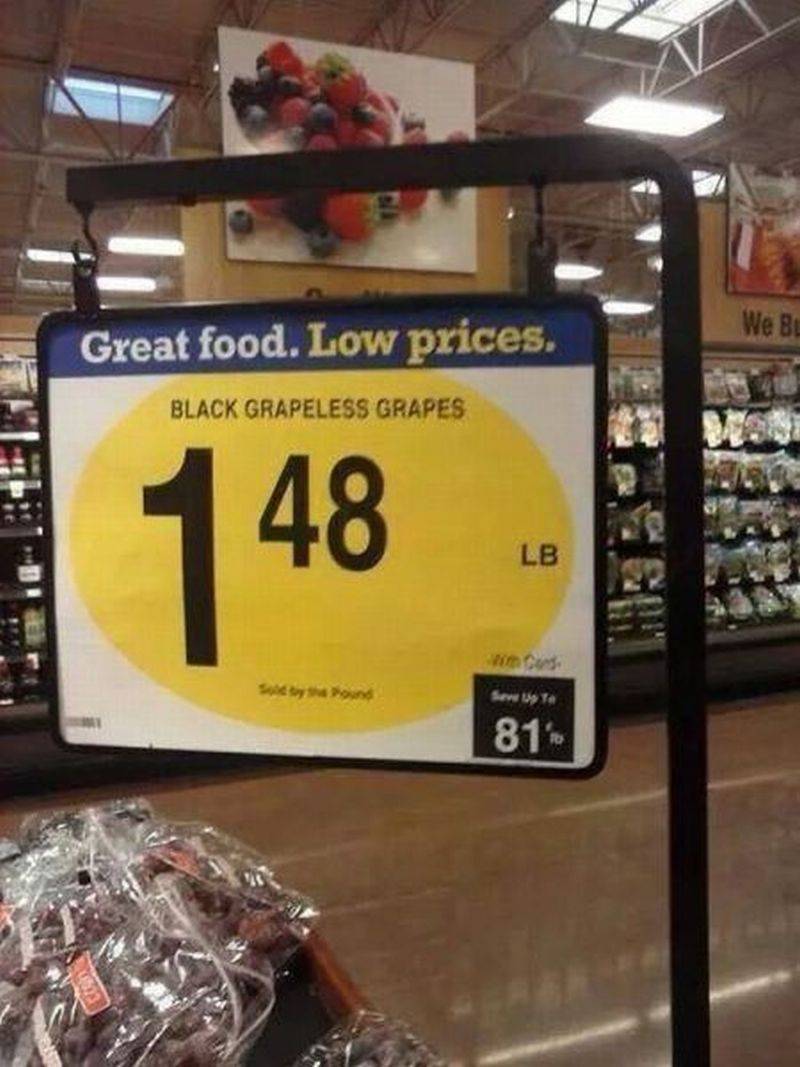 Great food. Low prices.
BLACK GRAPELESS GRAPES
1 48
LB
-With Card-
Sold by the Pound
Save Up To
81¢ lb
We Bu